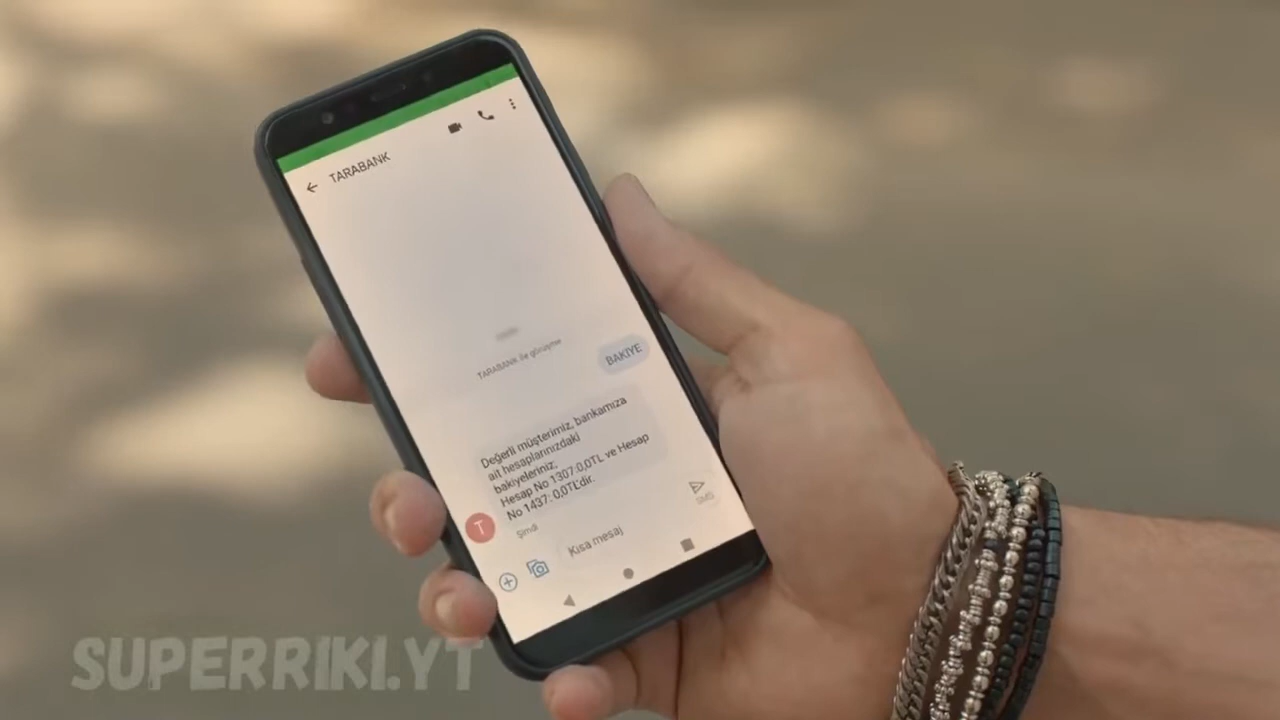 TARABANK
TARABANK ile görüşme
BAKİYE
Değerli müşterimiz, bankamıza
ait hesaplarınızdaki
bakiyeleriniz;
Hesap No 1307:0,0TL ve Hesap
No 1437: 0,0TL'dir.
T
Şimdi
SMS
Kısa mesaj
SUPERRIKI.YT